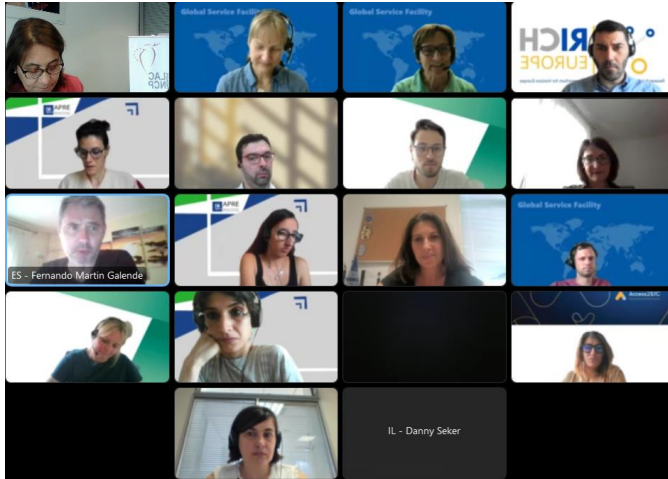 Global Service Facility
Global Service Facility
RICH
EUROPE
NCP
APRE
ES - Fernando Martin Galende
APRE
Global Service Facility
Access2EIC
IL - Danny Seker